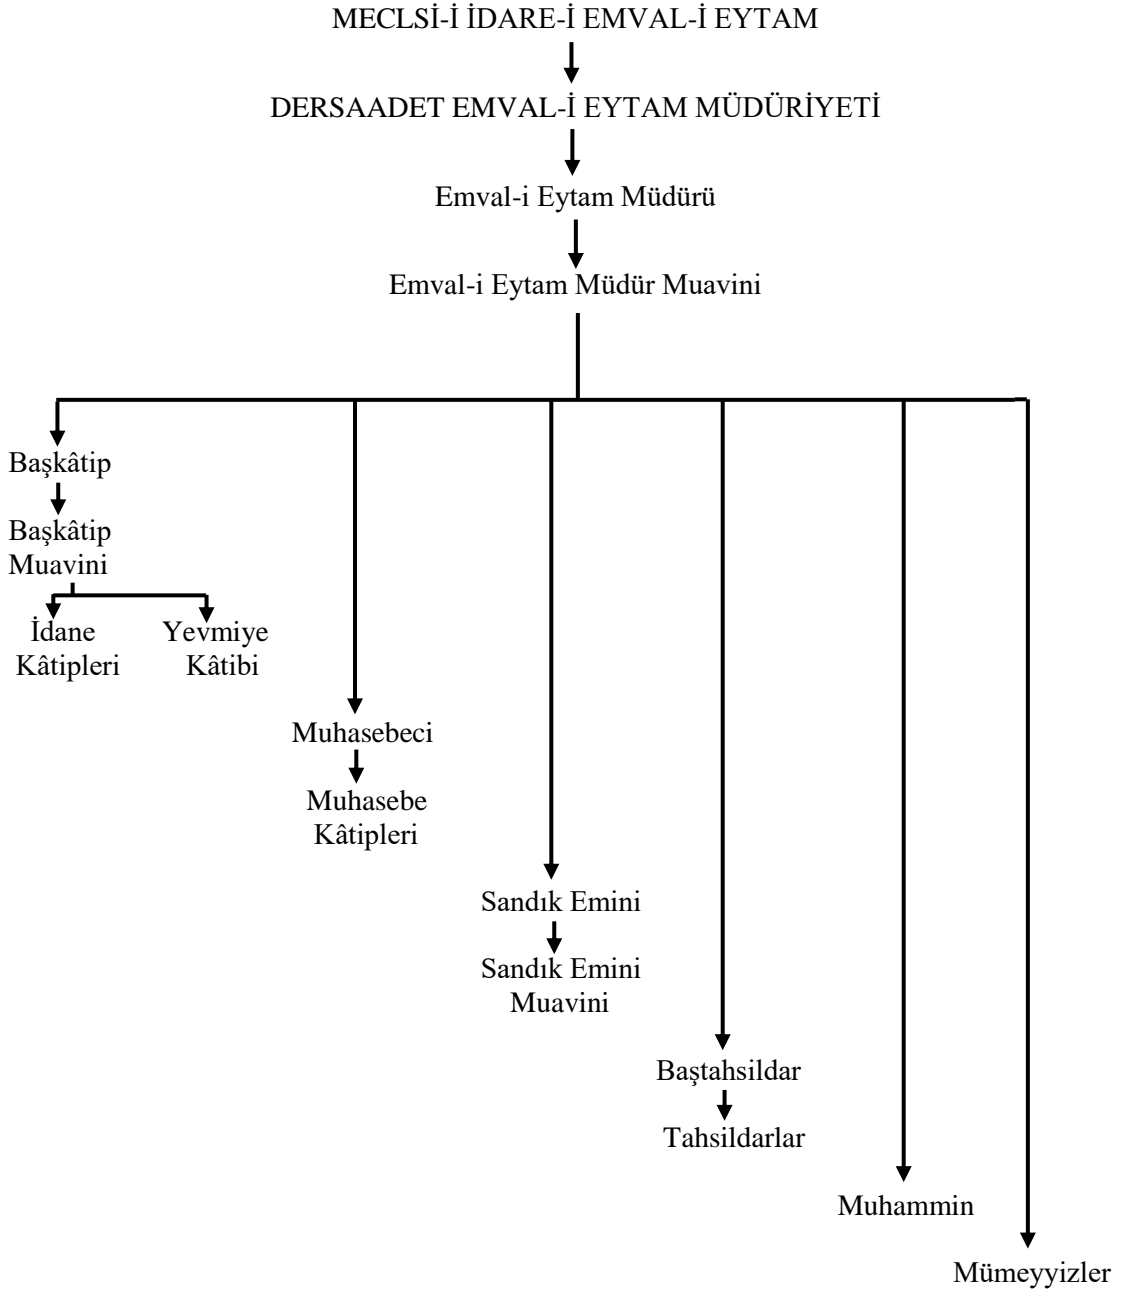 MECLSİ-İ İDARE-İ EMVAL-İ EYTAM
DERSAADET EMVAL-İ EYTAM MÜDÜRİYETİ
Emval-i Eytam Müdürü
Emval-i Eytam Müdür Muavini
Başkâtip
Başkâtip
Muavini
İdane
Kâtipleri
Yevmiye
Kâtibi
Muhasebeci
Muhasebe
Kâtipleri
Sandık Emini
Sandık Emini
Muavini
Baştahsildar
Tahsildarlar
Muhammin
Mümeyyizler